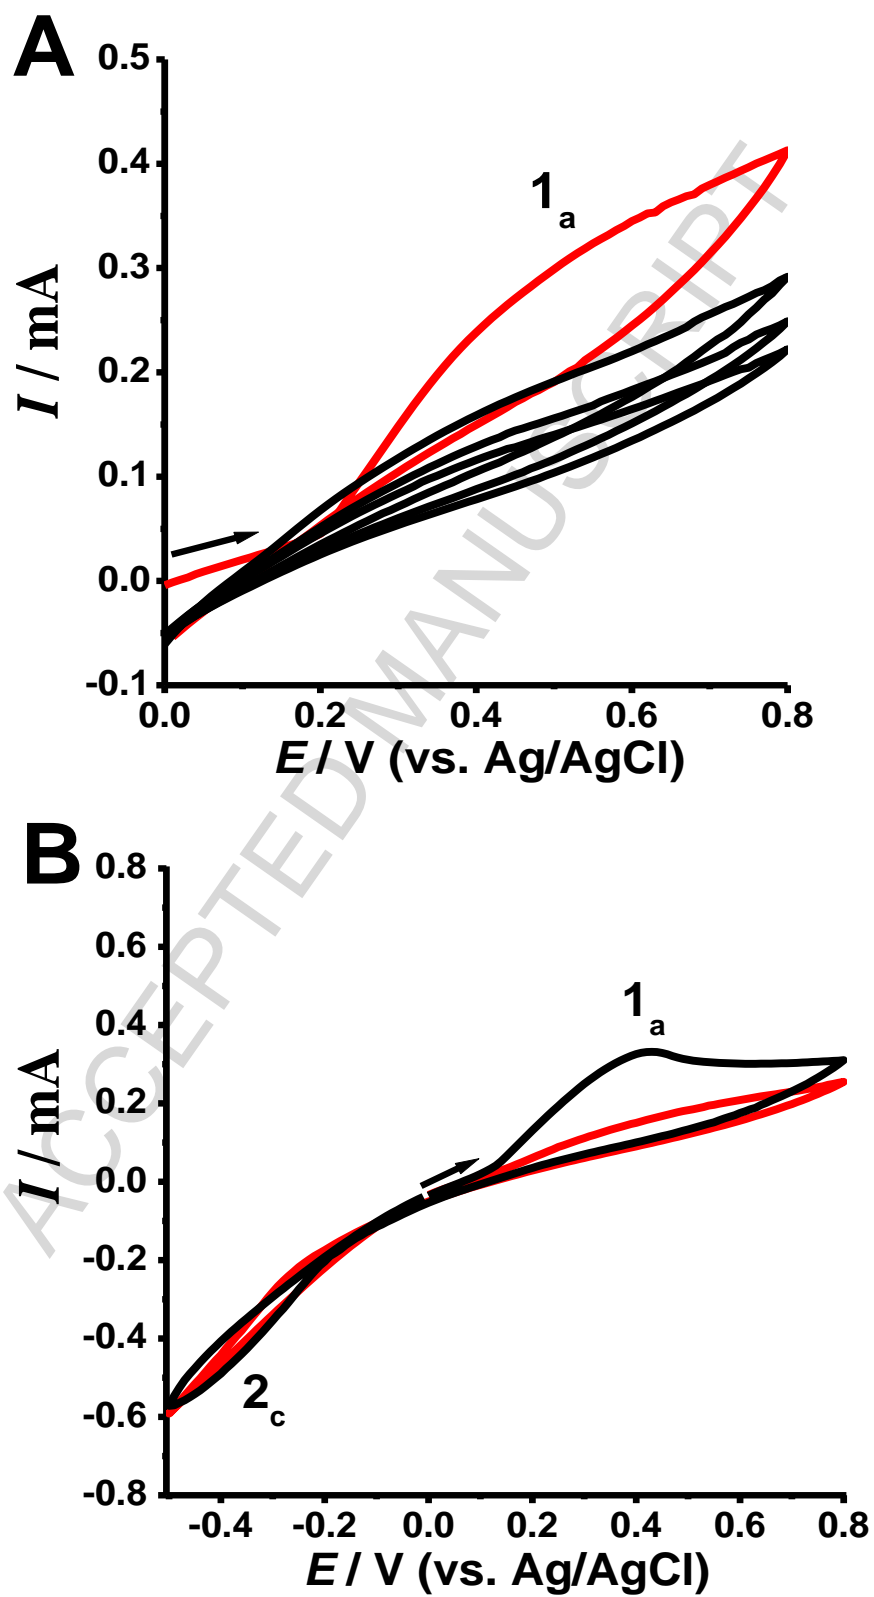 A
0.5
0.4
0.3
0.2
0.1
0.0
-0.1
I / mA
1a
0.0 0.2 0.4 0.6 0.8
E / V (vs. Ag/AgCl)
ACCEPTED MANUSCRIPT
B
0.8
0.6
0.4
0.2
0.0
-0.2
-0.4
-0.6
-0.8
I / mA
1a
2c
-0.4 -0.2 0.0 0.2 0.4 0.6 0.8
E / V (vs. Ag/AgCl)